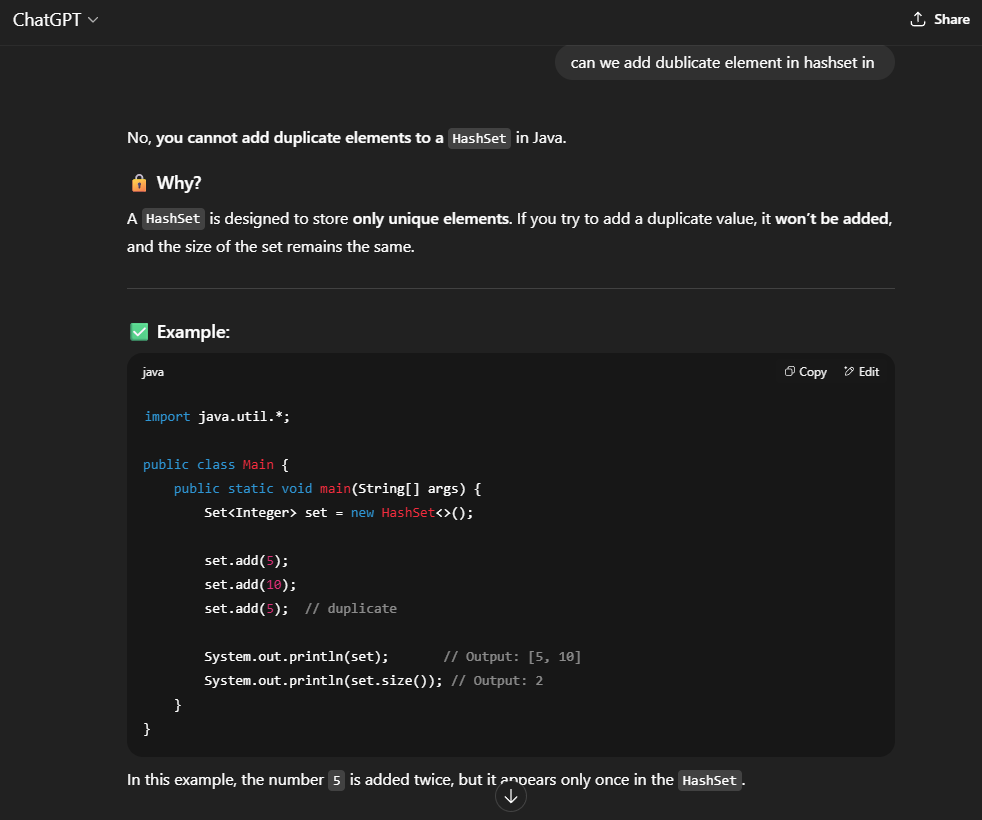 ChatGPT
Share
can we add dublicate element in hashset in
No, you cannot add duplicate elements to a HashSet in Java.
🔒 Why?
A HashSet is designed to store only unique elements. If you try to add a duplicate value, it won’t be added,
and the size of the set remains the same.
✅ Example:
java
Copy
Edit
import java.util.*;
public class Main {
    public static void main(String[] args) {
        Set<Integer> set = new HashSet<>();
        set.add(5);
        set.add(10);
        set.add(5);  // duplicate
        System.out.println(set);       // Output: [5, 10]
        System.out.println(set.size()); // Output: 2
    }
}
In this example, the number 5 is added twice, but it appears only once in the HashSet.